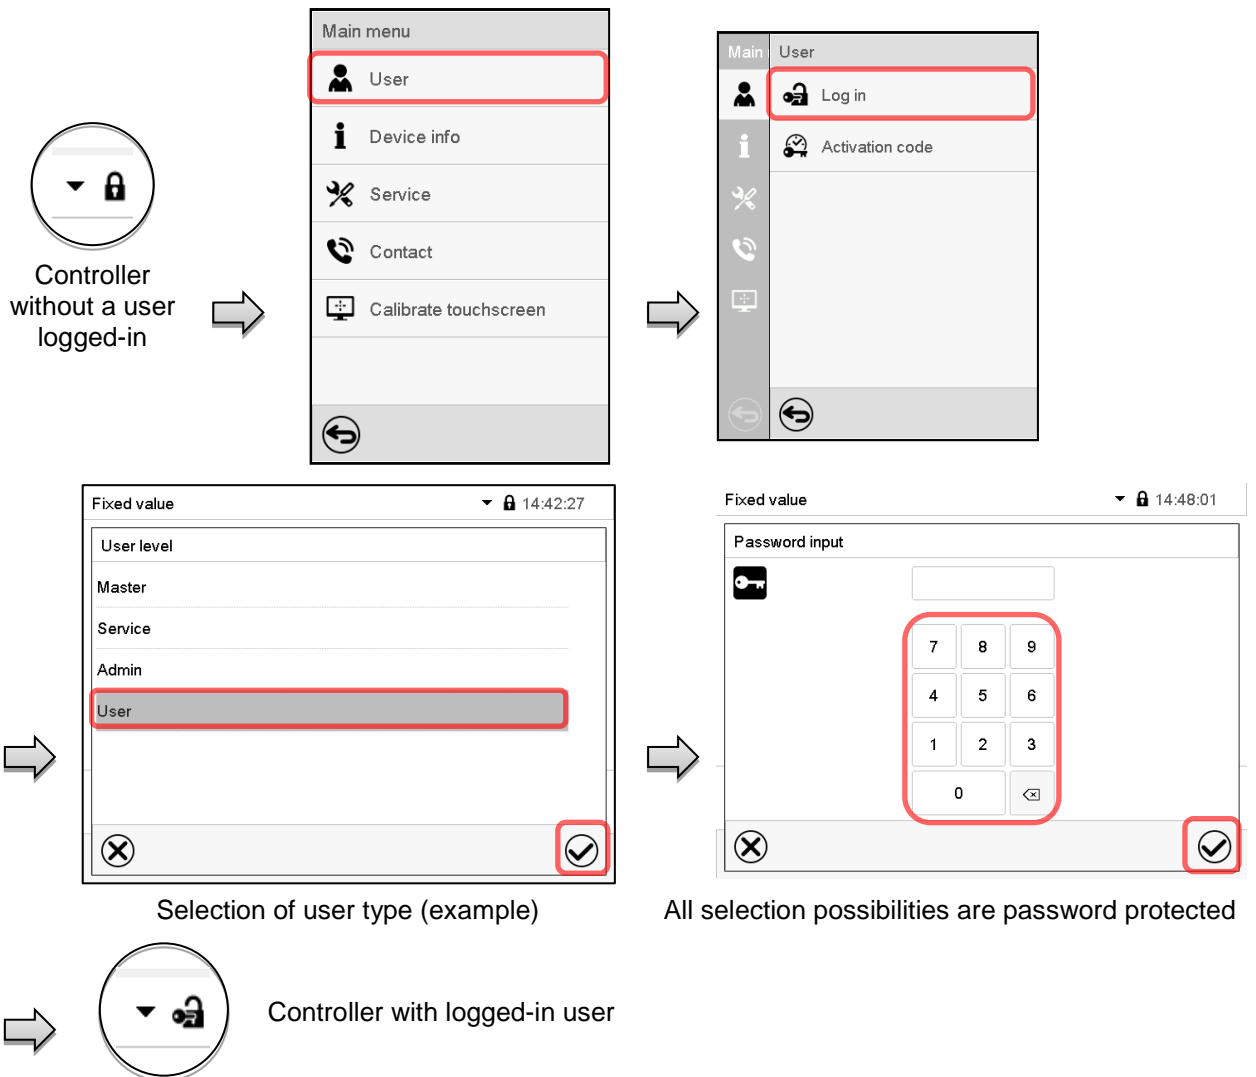 Controller
without a user
logged-in
Main menu
User
Device info
Service
Contact
Calibrate touchscreen
Main
User
Log in
Activation code
Fixed value 14:42:27
User level
Master
Service
Admin
User
Selection of user type (example)
Fixed value 14:48:01
Password input
7 8 9
4 5 6
1 2 3
0
All selection possibilities are password protected
Controller with logged-in user